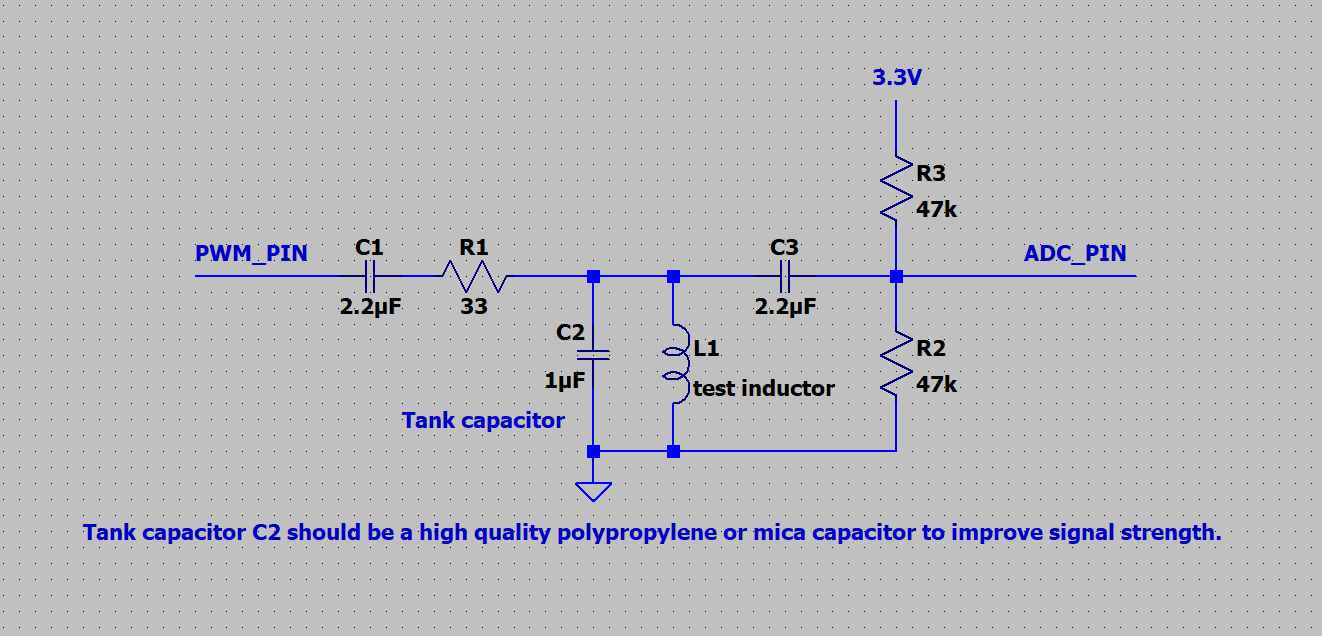 3.3V
R3
47k
PWM_PIN
C1
2.2µF
R1
33
C3
2.2µF
ADC_PIN
C2
1µF
Tank capacitor
L1
test inductor
R2
47k
Tank capacitor C2 should be a high quality polypropylene or mica capacitor to improve signal strength.